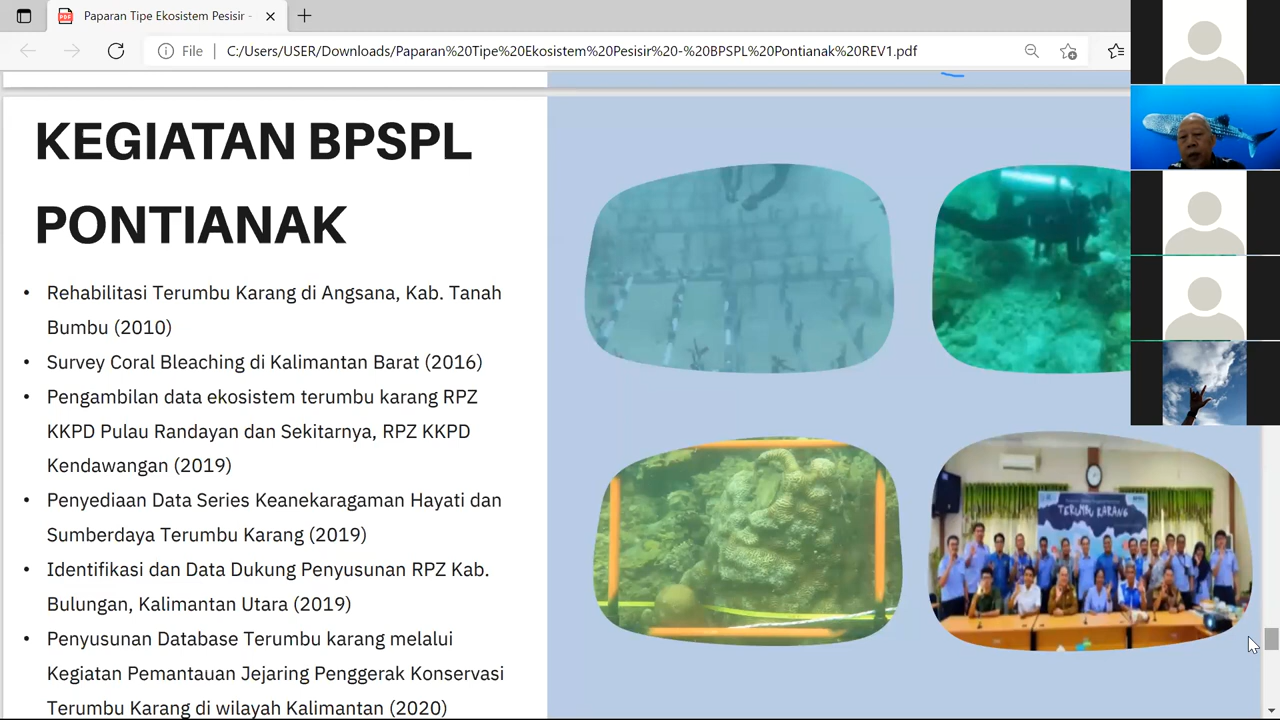 Paparan Tipe Ekosistem Pesisir -
File
C:/Users/USER/Downloads/Paparan%20Tipe%20Ekosistem%20Pesisir%20-%20BPSPL%20Pontianak%20REV1.pdf
KEGIATAN BPSPL
PONTIANAK
• Rehabilitasi Terumbu Karang di Angsana, Kab. Tanah
Bumbu (2010)
• Survey Coral Bleaching di Kalimantan Barat (2016)
• Pengambilan data ekosistem terumbu karang RPZ
KKPD Pulau Randayan dan Sekitarnya, RPZ KKPD
Kendawangan (2019)
• Penyediaan Data Series Keanekaragaman Hayati dan
Sumberdaya Terumbu Karang (2019)
• Identifikasi dan Data Dukung Penyusunan RPZ Kab.
Bulungan, Kalimantan Utara (2019)
• Penyusunan Database Terumbu karang melalui
Kegiatan Pemantauan Jejaring Penggerak Konservasi
Terumbu Karang di wilayah Kalimantan (2020)
TERUMBU KARANG